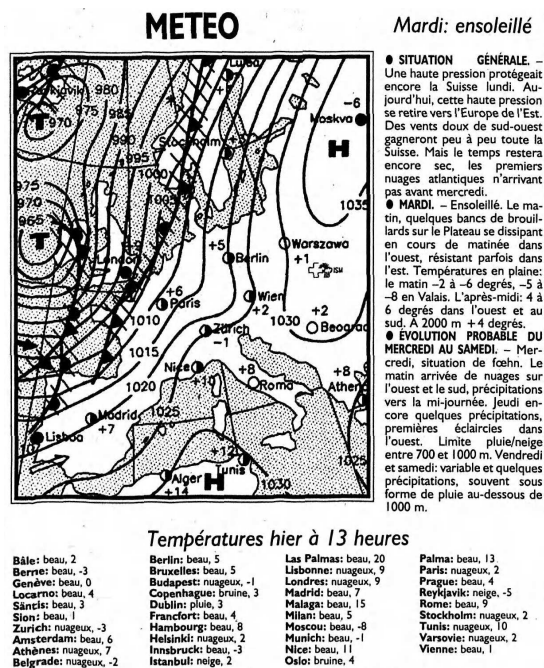 METEO
Mardi: ensoleillé
● SITUATION GÉNÉRALE. –
Une haute pression protégeait
encore la Suisse lundi. Au-
jourd'hui, cette haute pression
se retire vers l'Europe de l'Est.
Des vents doux de sud-ouest
gagneront peu à peu toute la
Suisse. Mais le temps restera
encore sec, les premiers
nuages atlantiques n'arrivant
pas avant mercredi.
● MARDI. – Ensoleillé. Le ma-
tin, quelques bancs de brouil-
lards sur le Plateau se dissipant
en cours de matinée dans
l'ouest, résistant parfois dans
l'est. Températures en plaine:
le matin –2 à –6 degrés, –5 à
–8 en Valais. L'après-midi: 4 à
6 degrés dans l'ouest et au
sud. A 2000 m +4 degrés.
● ÉVOLUTION PROBABLE DU
MERCREDI AU SAMEDI. – Mer-
credi, situation de fœhn. Le
matin arrivée de nuages sur
l'ouest et le sud, précipitations
vers la mi-journée. Jeudi en-
core quelques précipitations,
premières éclaircies dans
l'ouest. Limite pluie/neige
entre 700 et 1000 m. Vendredi
et samedi: variable et quelques
précipitations, souvent sous
forme de pluie au-dessous de
1000 m.
980
985
975
970
990
995
1000
1005
975
970
965
T
T
–6
Moskva
H
1035
Stockholm
London
+5
Berlin
Warszawa
+1
ISM
+6
Paris
Wien
+2
1010
Zürich
–1
1030
+2
Beograd
1015
Nice
+10
+8
Roma
+8
Athen
1020
1025
Madrid
+7
Lisboa
10
+12
Tunis
1025
Alger
+14
H
1030
Températures hier à 13 heures
Bâle: beau, 2
Berne: beau, -3
Genève: beau, 0
Locarno: beau, 4
Säntis: beau, 3
Sion: beau, 1
Zurich: nuageux, -3
Amsterdam: beau, 6
Athènes: nuageux, 7
Belgrade: nuageux, -2
Berlin: beau, 5
Bruxelles: beau, 5
Budapest: nuageux, -1
Copenhague: bruine, 3
Dublin: pluie, 3
Francfort: beau, 4
Hambourg: beau, 8
Helsinki: nuageux, 2
Innsbruck: beau, -3
Istanbul: neige, 2
Las Palmas: beau, 20
Lisbonne: nuageux, 9
Londres: nuageux, 9
Madrid: beau, 7
Malaga: beau, 15
Milan: beau, 5
Moscou: beau, -8
Munich: beau, -1
Nice: beau, 11
Oslo: bruine, 4
Palma: beau, 13
Paris: nuageux, 2
Prague: beau, 4
Reykjavik: neige, -5
Rome: beau, 9
Stockholm: nuageux, 2
Tunis: nuageux, 10
Varsovie: nuageux, 2
Vienne: beau, 1